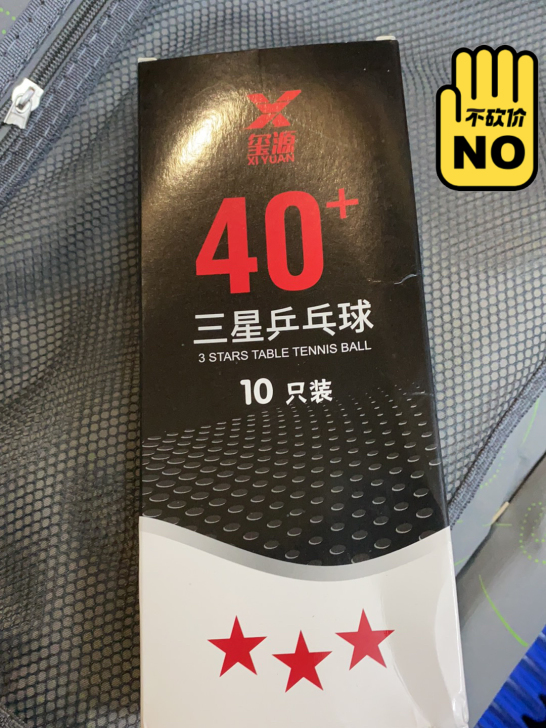 不砍价
NO
玺源
XI YUAN
40+
三星乒乓球
3 STARS TABLE TENNIS BALL
10 只装